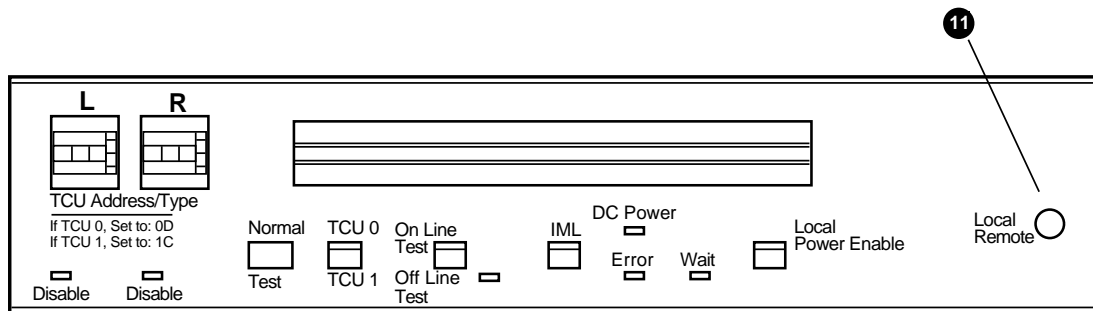 11
L
R
TCU Address/Type
If TCU 0, Set to: 0D
If TCU 1, Set to: 1C
Disable
Disable
Normal
Test
TCU 0
TCU 1
On Line
Test
Off Line
Test
IML
DC Power
Error
Wait
Local
Power Enable
Local
Remote